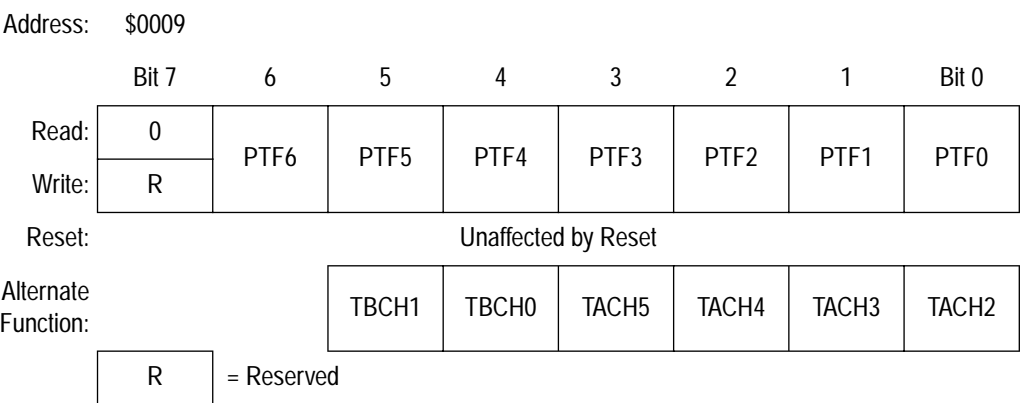 Address: $0009
Bit 7 6 5 4 3 2 1 Bit 0
Read: 0
PTF6 PTF5 PTF4 PTF3 PTF2 PTF1 PTF0
Write: R
Reset: Unaffected by Reset
Alternate
Function:
TBCH1 TBCH0 TACH5 TACH4 TACH3 TACH2
R = Reserved